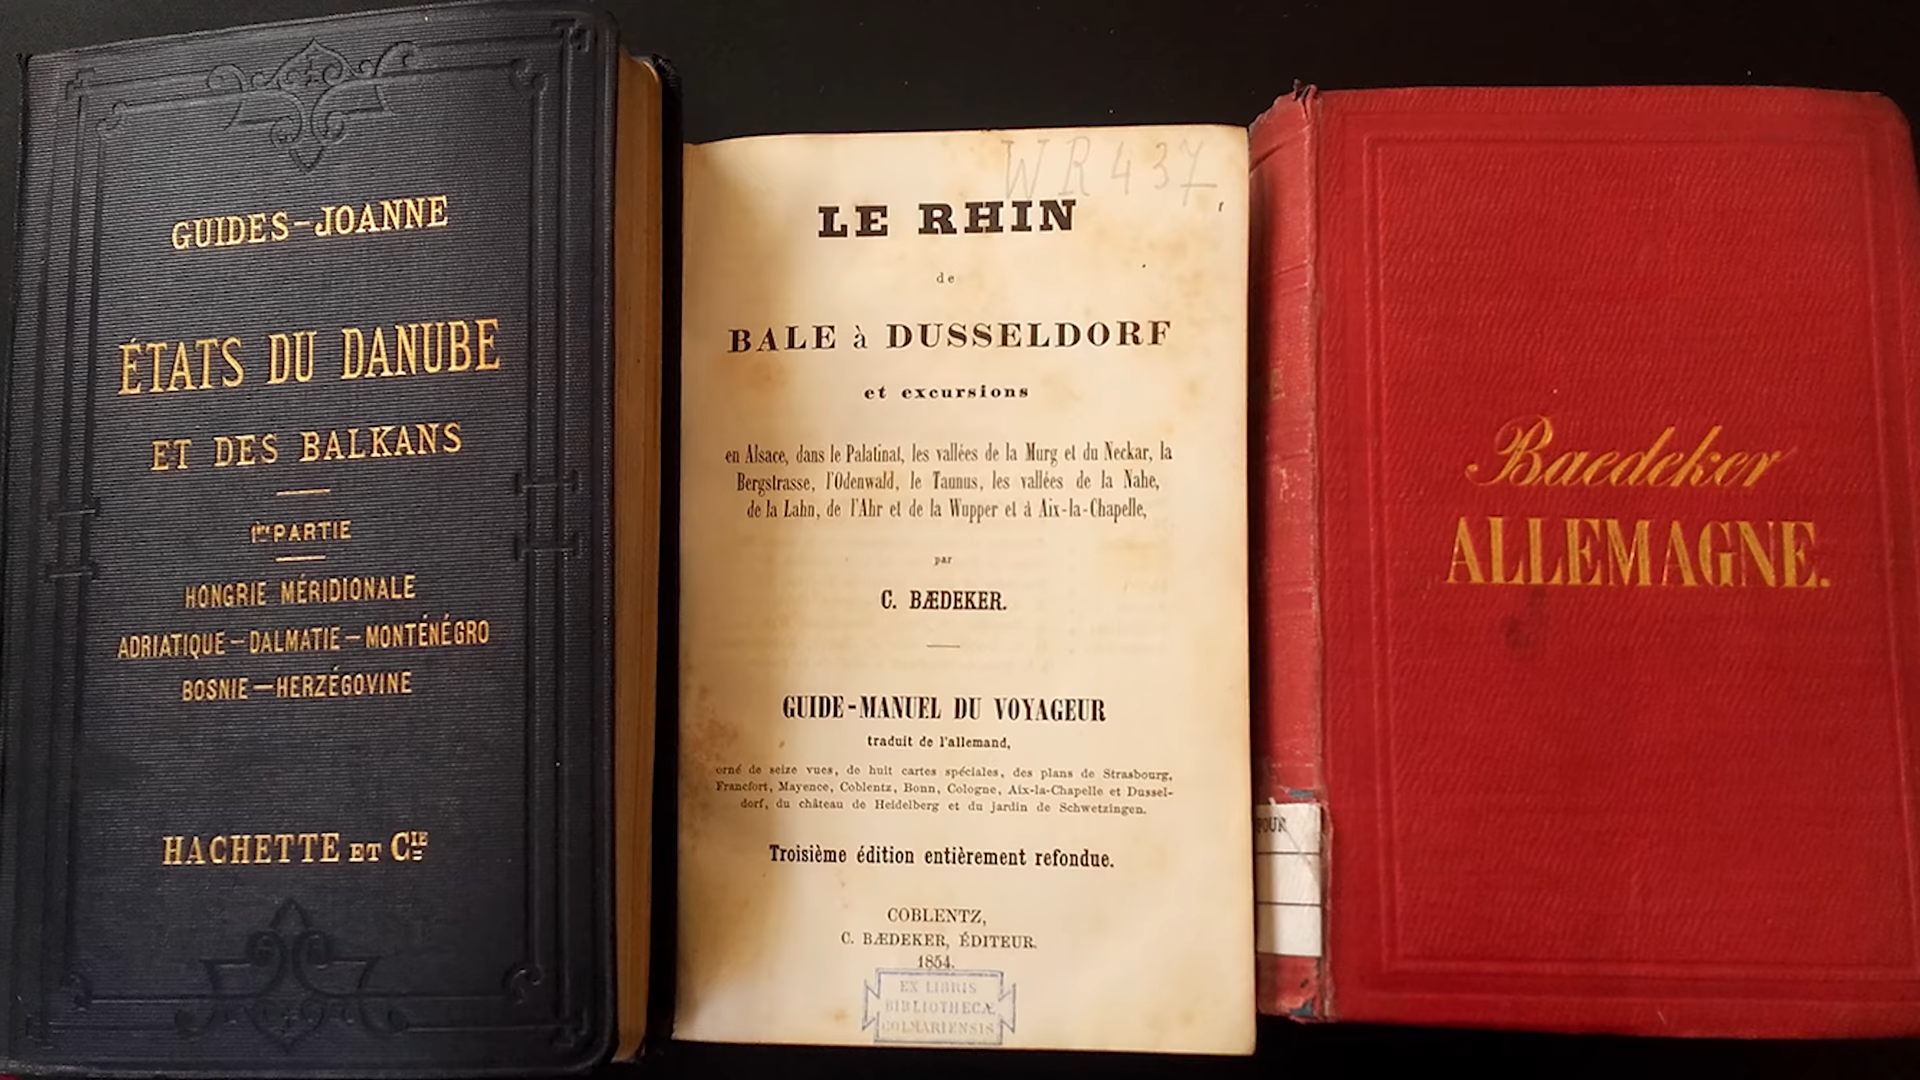 GUIDES-JOANNE
ÉTATS DU DANUBE
ET DES BALKANS
1ÈRE PARTIE
HONGRIE MÉRIDIONALE
ADRIATIQUE — DALMATIE — MONTÉNÉGRO
BOSNIE — HERZÉGOVINE
HACHETTE ET CIE
WR 437
LE RHIN
de
BALE à DUSSELDORF
et excursions
en Alsace, dans le Palatinat, les vallées de la Murg et du Neckar, la
Bergstrasse, l'Odenwald, le Taunus, les vallées de la Nahe,
de la Lahn, de l'Ahr et de la Wupper et à Aix-la-Chapelle,
par
C. BÆDEKER.
GUIDE-MANUEL DU VOYAGEUR
traduit de l'allemand,
orné de seize vues, de huit cartes spéciales, des plans de Strasbourg,
Francfort, Mayence, Coblentz, Bonn, Cologne, Aix-la-Chapelle et Dussel-
dorf, du château de Heidelberg et du jardin de Schwetzingen.
Troisième édition entièrement refondue.
COBLENTZ,
C. BÆDEKER, ÉDITEUR.
1854.
EX LIBRIS
BIBLIOTHECÆ
COLMARIENSIS
Baedeker
ALLEMAGNE.